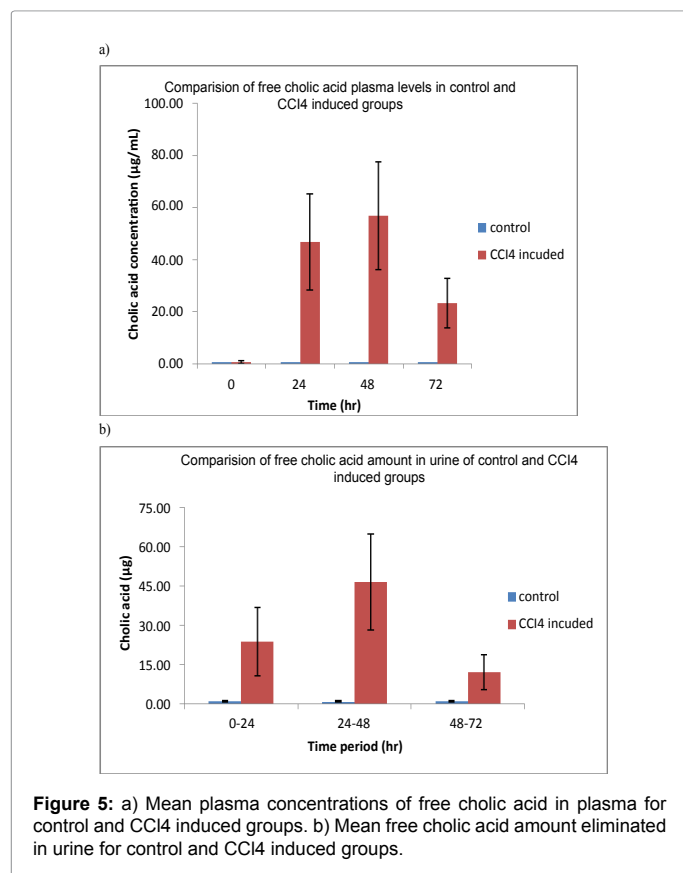 a)
Comparision of free cholic acid plasma levels in control and
CCl4 induced groups
100.00
80.00
60.00
40.00
20.00
0.00
Cholic acid concentration (µg/mL)
0 24 48 72
Time (hr)
control
CCl4 incuded
b)
Comparision of free cholic acid amount in urine of control and CCl4
induced groups
75.00
60.00
45.00
30.00
15.00
0.00
Cholic acid (µg)
0-24 24-48 48-72
Time period (hr)
control
CCl4 incuded
Figure 5: a) Mean plasma concentrations of free cholic acid in plasma for
control and CCl4 induced groups. b) Mean free cholic acid amount eliminated
in urine for control and CCl4 induced groups.